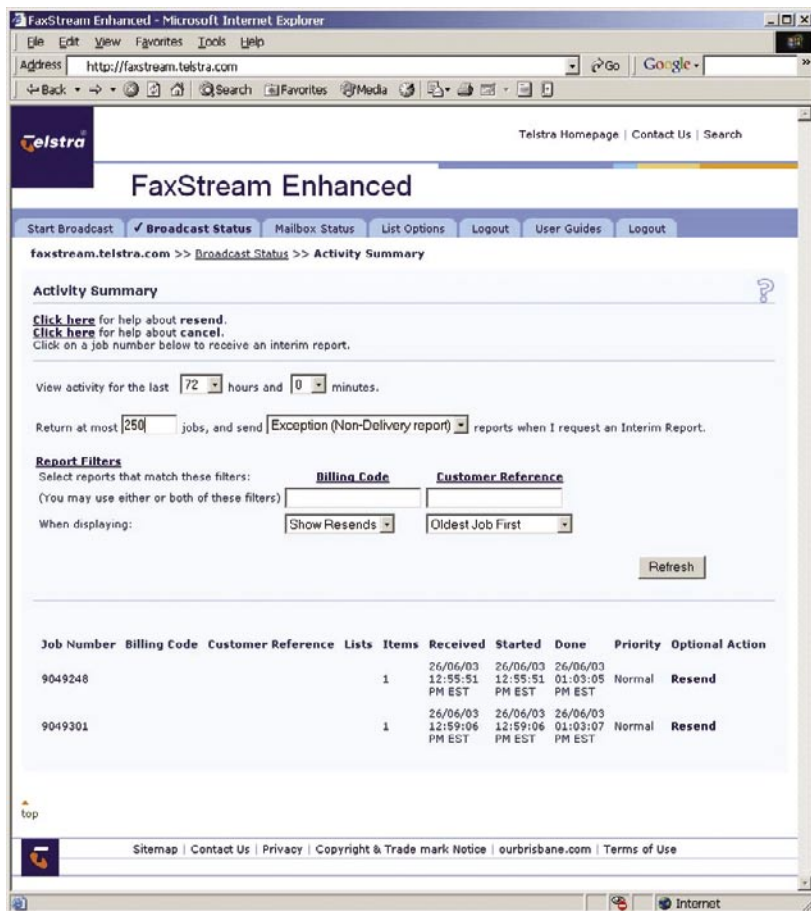 FaxStream Enhanced - Microsoft Internet Explorer
File Edit View Favorites Tools Help
Address http://faxstream.telstra.com Go Google
Back Search Favorites Media
Telstra
Telstra Homepage | Contact Us | Search
FaxStream Enhanced
Start Broadcast ✓ Broadcast Status Mailbox Status List Options Logout User Guides Logout
faxstream.telstra.com >> Broadcast Status >> Activity Summary
Activity Summary
Click here for help about resend.
Click here for help about cancel.
Click on a job number below to receive an interim report.
View activity for the last 72 hours and 0 minutes.
Return at most 250 jobs, and send Exception (Non-Delivery report) reports when I request an Interim Report.
Report Filters
Select reports that match these filters: Billing Code Customer Reference
(You may use either or both of these filters)
When displaying: Show Resends Oldest Job First
Refresh
Job Number Billing Code Customer Reference Lists Items Received Started Done Priority Optional Action
26/06/03 26/06/03 26/06/03
9049248 1 12:55:51 12:55:51 01:03:05 Normal Resend
PM EST PM EST PM EST
26/06/03 26/06/03 26/06/03
9049301 1 12:59:06 12:59:06 01:03:07 Normal Resend
PM EST PM EST PM EST
top
Sitemap | Contact Us | Privacy | Copyright & Trade mark Notice | ourbrisbane.com | Terms of Use
Internet